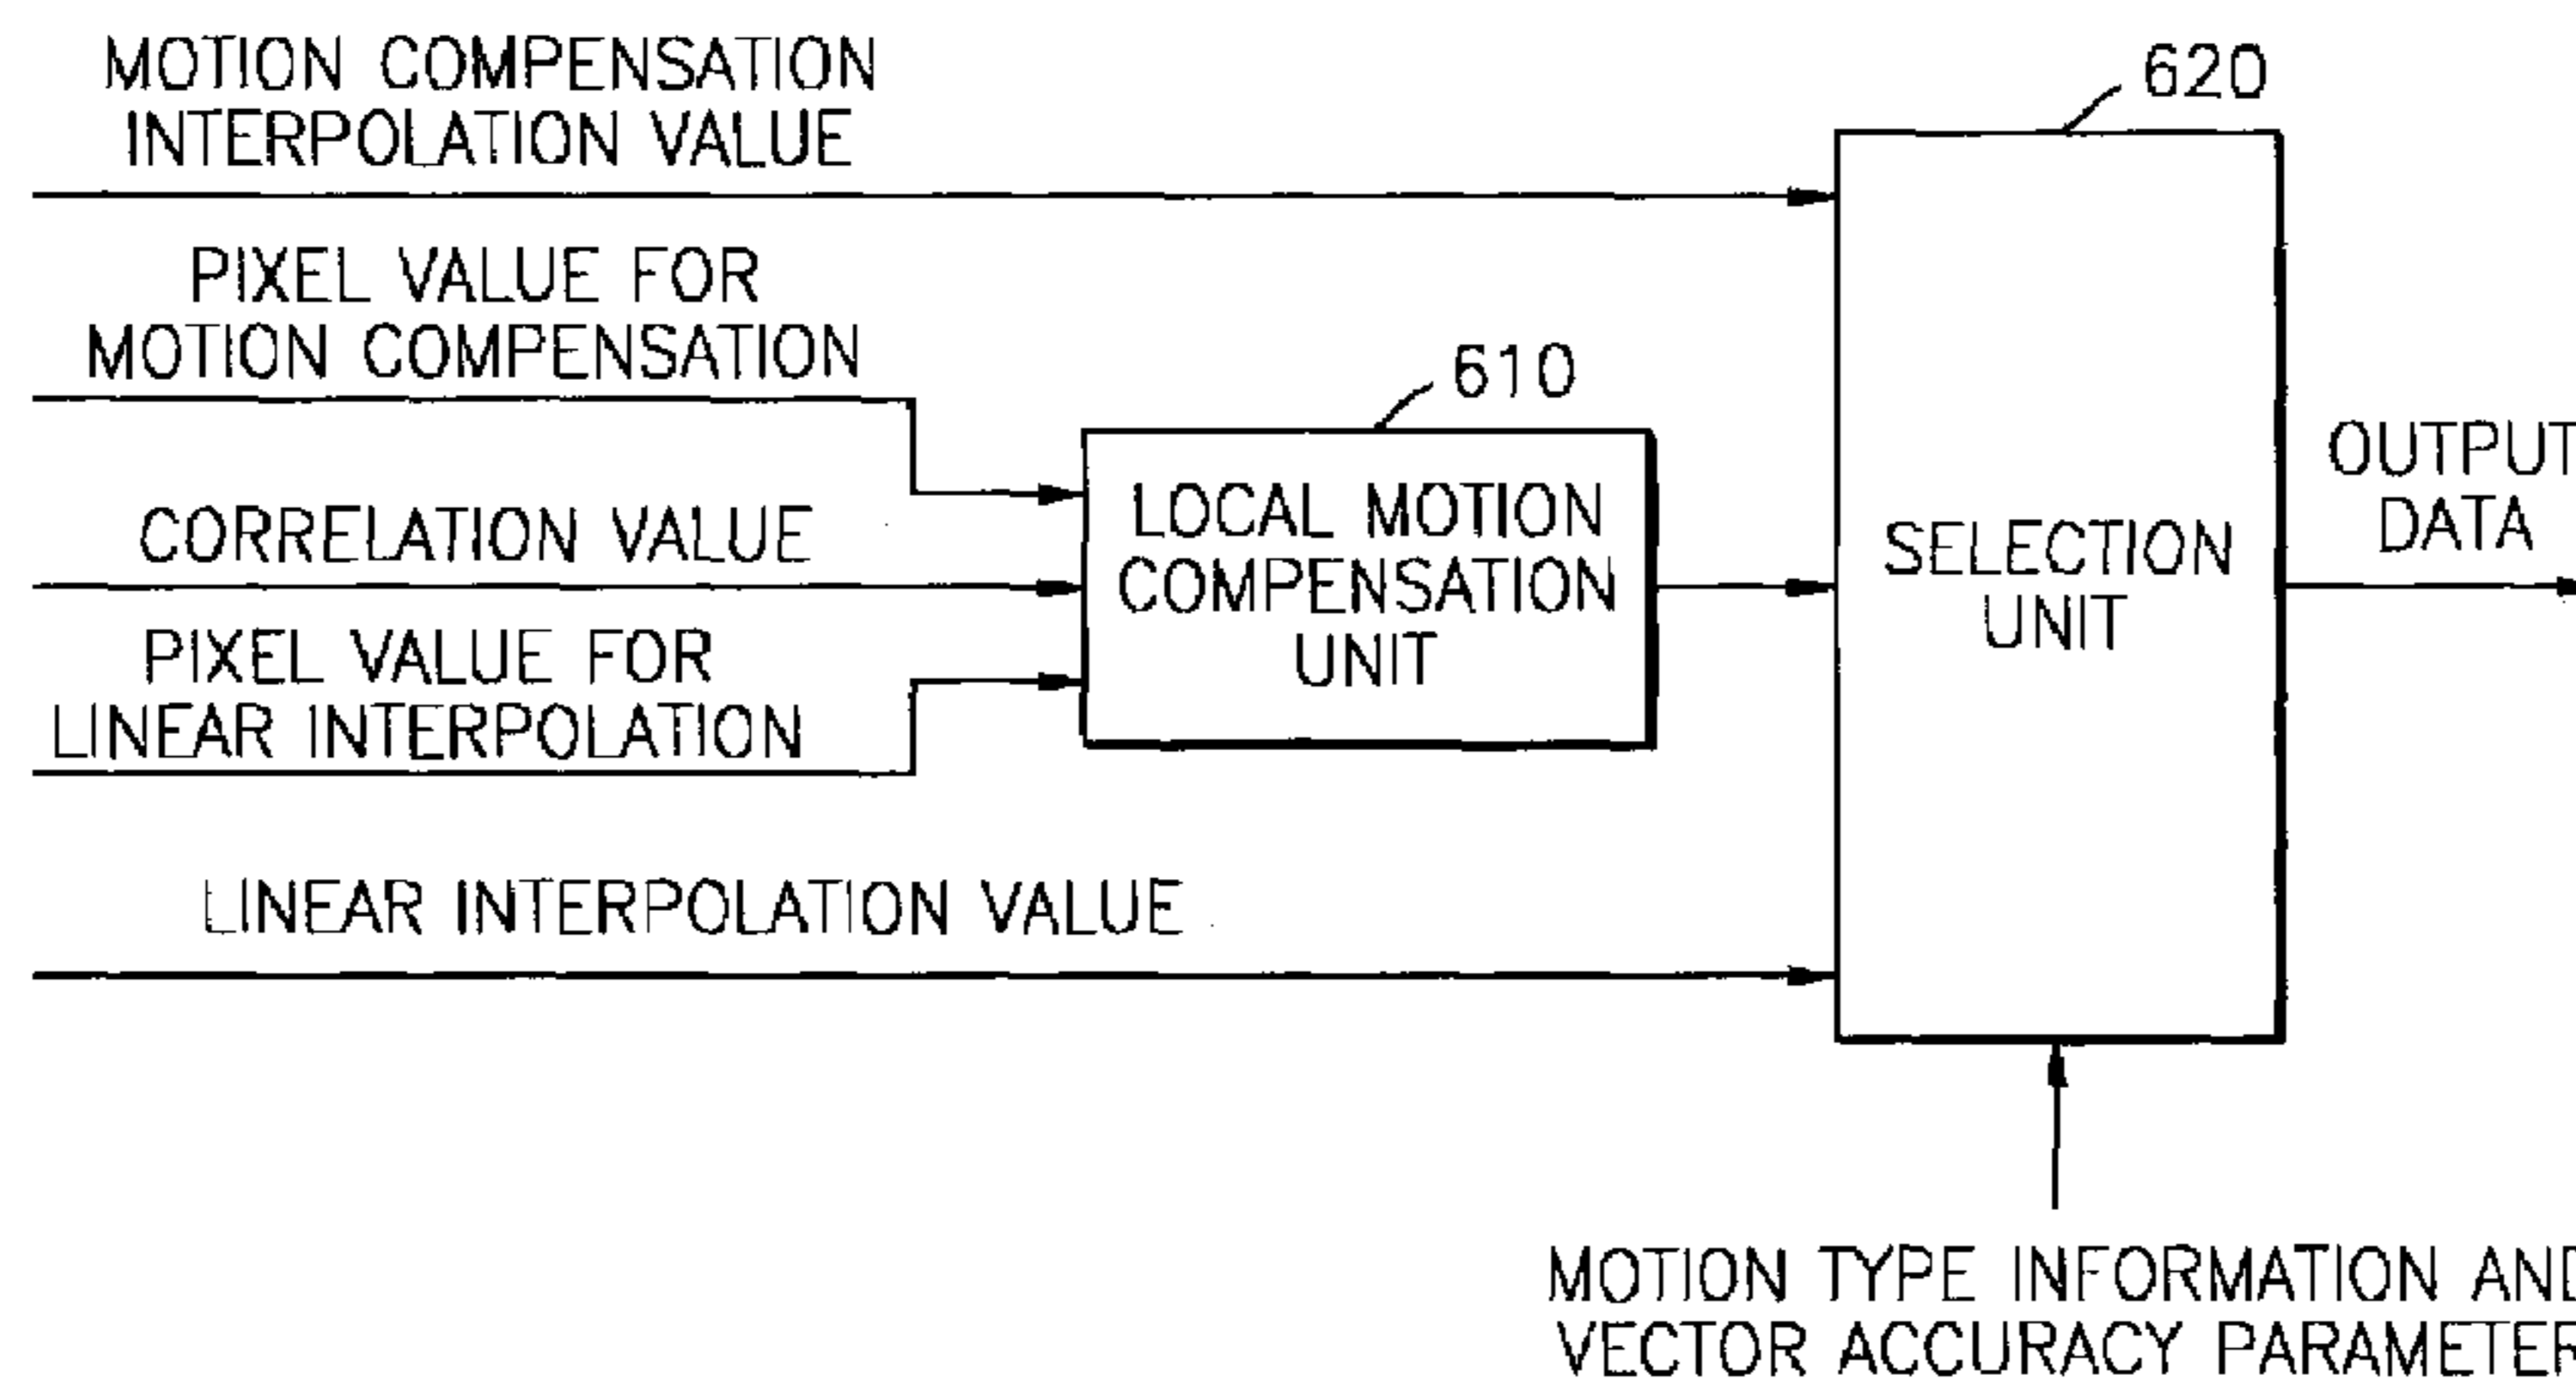 MOTION COMPENSATION
INTERPOLATION VALUE
620
PIXEL VALUE FOR
MOTION COMPENSATION
610
CORRELATION VALUE
LOCAL MOTION
COMPENSATION
UNIT
SELECTION
UNIT
OUTPUT
DATA
PIXEL VALUE FOR
LINEAR INTERPOLATION
LINEAR INTERPOLATION VALUE
MOTION TYPE INFORMATION AND
VECTOR ACCURACY PARAMETER